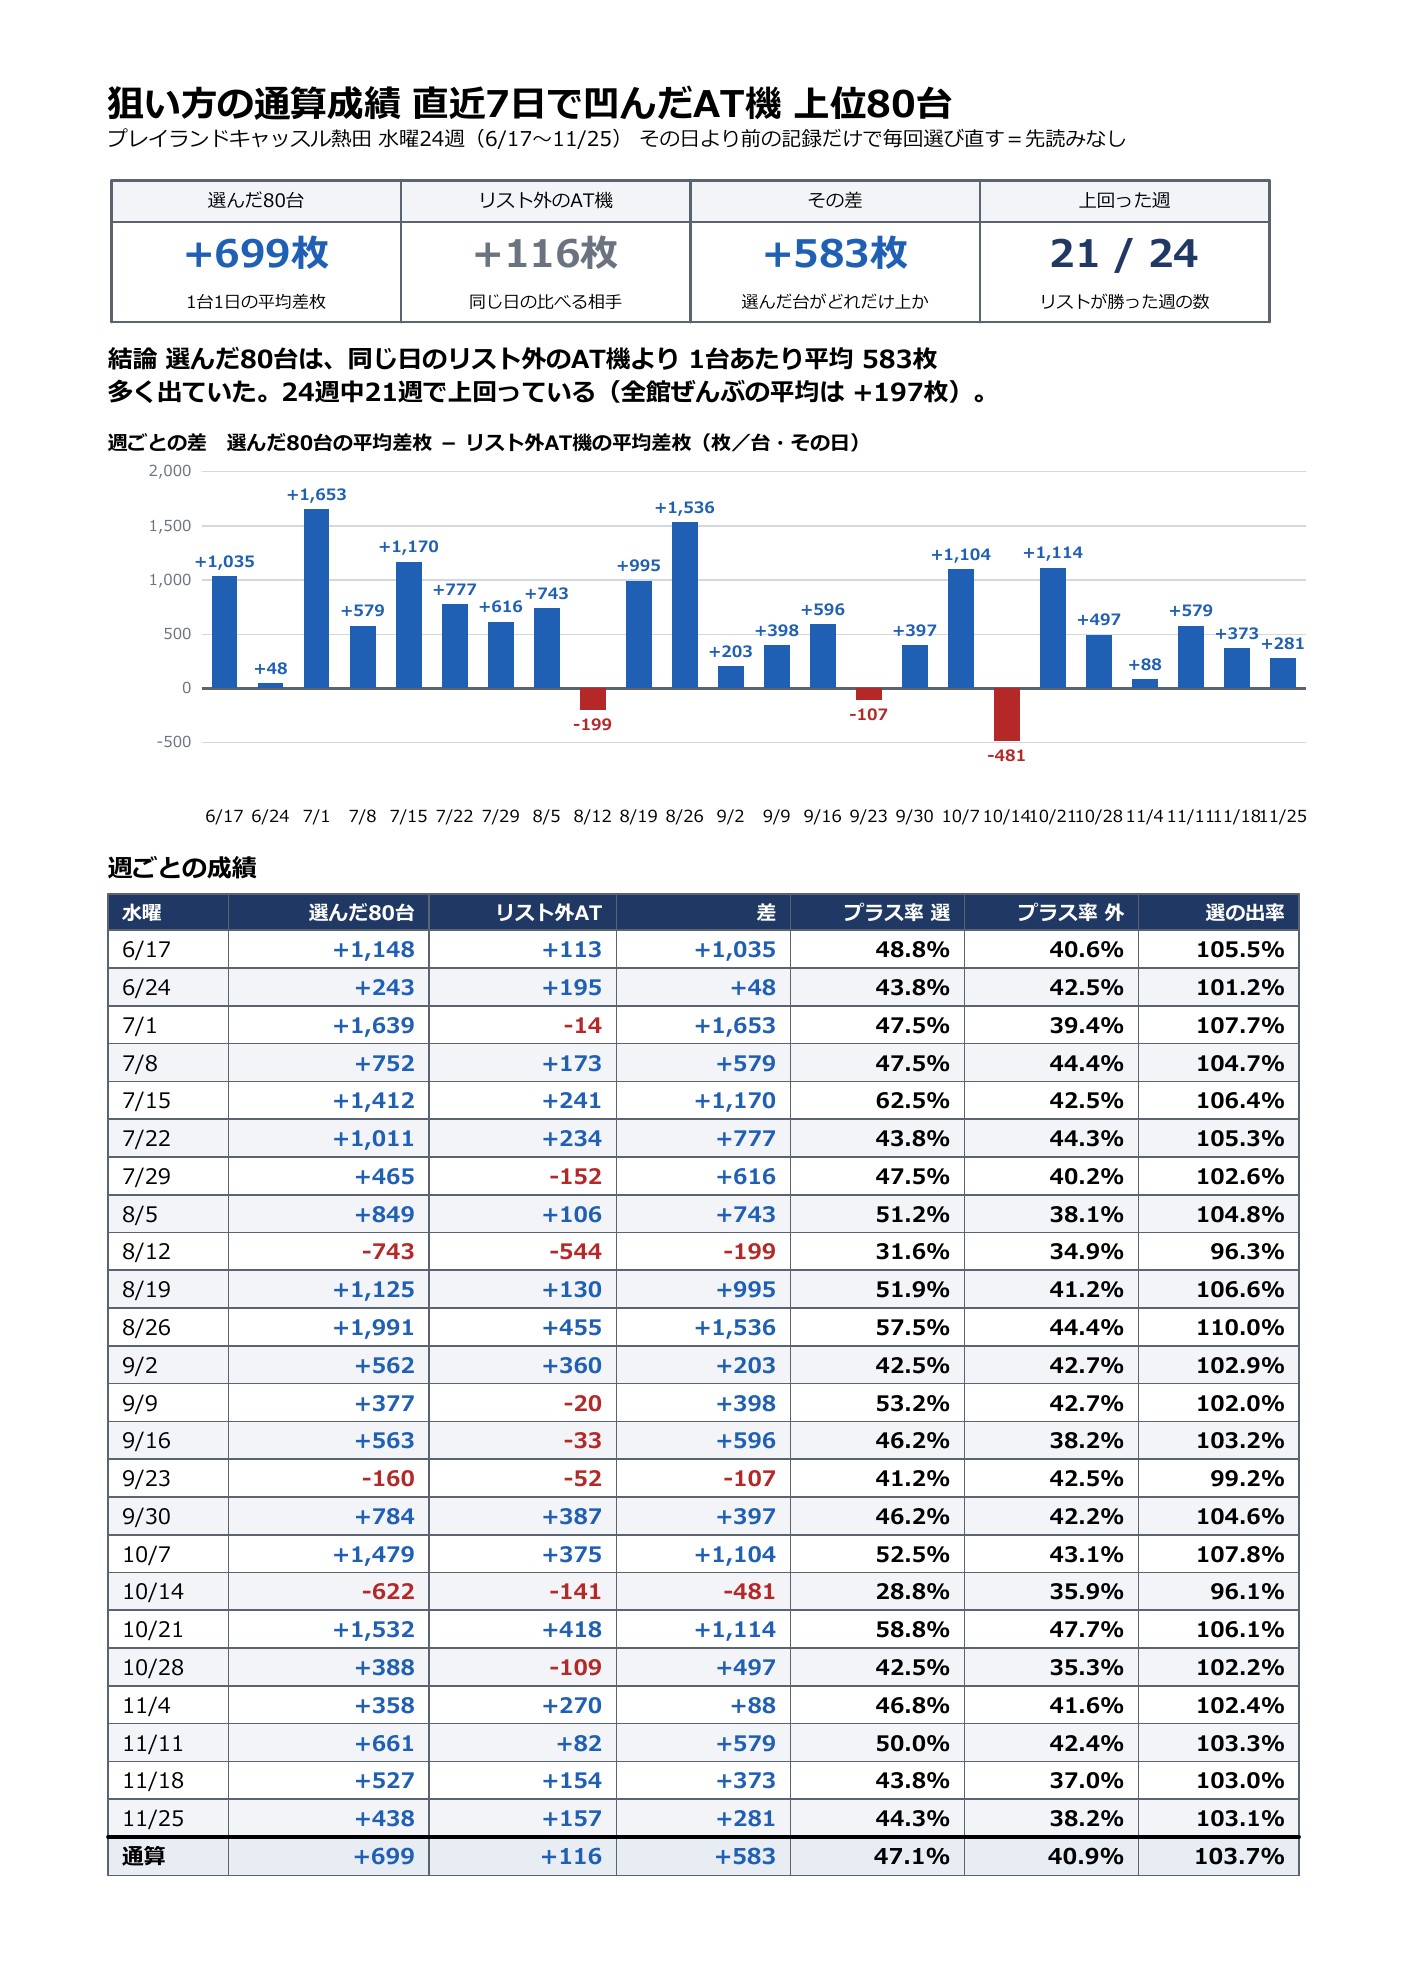 狙い方の通算成績 直近7日で凹んだAT機 上位80台
プレイランドキャッスル熱田 水曜24週（6/17～11/25） その日より前の記録だけで毎回選び直す＝先読みなし
選んだ80台 リスト外のAT機 その差 上回った週
+699枚 +116枚 +583枚 21 / 24
1台1日の平均差枚 同じ日の比べる相手 選んだ台がどれだけ上か リストが勝った週の数
結論 選んだ80台は、同じ日のリスト外のAT機より 1台あたり平均 583枚
多く出ていた。24週中21週で上回っている（全館ぜんぶの平均は +197枚）。
週ごとの差 選んだ80台の平均差枚 − リスト外AT機の平均差枚（枚／台・その日）
2,000
1,500
1,000
500
0
-500
+1,035 +48 +1,653 +579 +1,170 +777 +616 +743 -199 +995 +1,536 +203 +398 +596 -107 +397 +1,104 -481 +1,114 +497 +88 +579 +373 +281
6/17 6/24 7/1 7/8 7/15 7/22 7/29 8/5 8/12 8/19 8/26 9/2 9/9 9/16 9/23 9/30 10/7 10/14 10/21 10/28 11/4 11/11 11/18 11/25
週ごとの成績
水曜 選んだ80台 リスト外AT 差 プラス率 選 プラス率 外 選の出率
6/17 +1,148 +113 +1,035 48.8% 40.6% 105.5%
6/24 +243 +195 +48 43.8% 42.5% 101.2%
7/1 +1,639 -14 +1,653 47.5% 39.4% 107.7%
7/8 +752 +173 +579 47.5% 44.4% 104.7%
7/15 +1,412 +241 +1,170 62.5% 42.5% 106.4%
7/22 +1,011 +234 +777 43.8% 44.3% 105.3%
7/29 +465 -152 +616 47.5% 40.2% 102.6%
8/5 +849 +106 +743 51.2% 38.1% 104.8%
8/12 -743 -544 -199 31.6% 34.9% 96.3%
8/19 +1,125 +130 +995 51.9% 41.2% 106.6%
8/26 +1,991 +455 +1,536 57.5% 44.4% 110.0%
9/2 +562 +360 +203 42.5% 42.7% 102.9%
9/9 +377 -20 +398 53.2% 42.7% 102.0%
9/16 +563 -33 +596 46.2% 38.2% 103.2%
9/23 -160 -52 -107 41.2% 42.5% 99.2%
9/30 +784 +387 +397 46.2% 42.2% 104.6%
10/7 +1,479 +375 +1,104 52.5% 43.1% 107.8%
10/14 -622 -141 -481 28.8% 35.9% 96.1%
10/21 +1,532 +418 +1,114 58.8% 47.7% 106.1%
10/28 +388 -109 +497 42.5% 35.3% 102.2%
11/4 +358 +270 +88 46.8% 41.6% 102.4%
11/11 +661 +82 +579 50.0% 42.4% 103.3%
11/18 +527 +154 +373 43.8% 37.0% 103.0%
11/25 +438 +157 +281 44.3% 38.2% 103.1%
通算 +699 +116 +583 47.1% 40.9% 103.7%